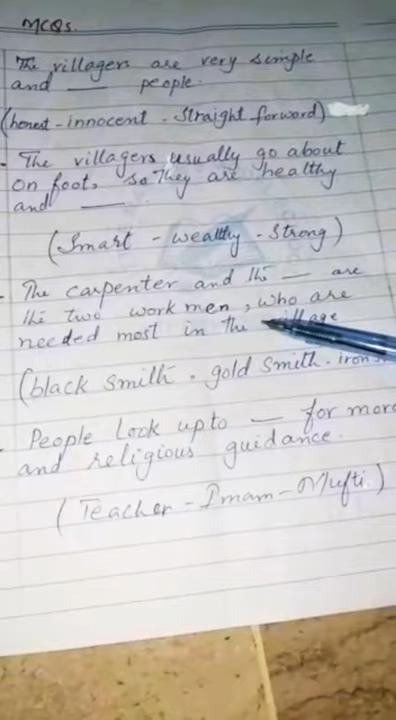 MCQs.
The villagers are very simple
and ___ people.
(honest - innocent - straight forward)
- The villagers usually go about
on foot, so they are healthy
and ___.
(Smart - wealthy - strong)
- The carpenter and the ___ are
the two work men, who are
needed most in the village
(black smith - gold smith - iron
- People Look upto ___ for more
and religious guidance.
(Teacher - Imam - Mufti)